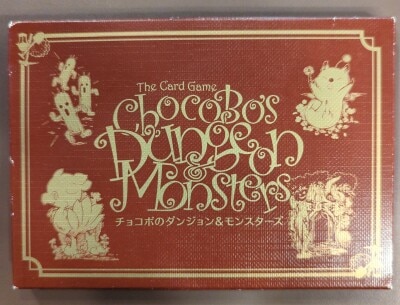 The Card Game
Chocobo's
Dungeon
&
Monsters
チョコボのダンジョン&モンスターズ